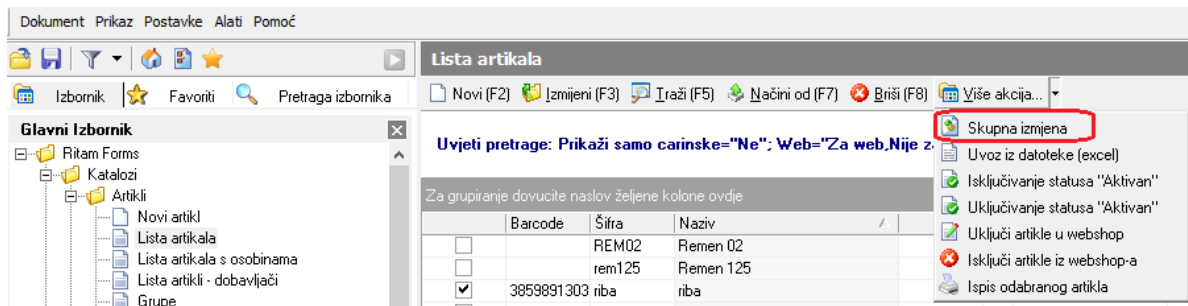 Dokument Prikaz Postavke Alati Pomoć
Lista artikala
Izbornik Favoriti Pretraga izbornika
Novi (F2) Izmijeni (F3) Traži (F5) Načini od (F7) Briši (F8) Više akcija...
Glavni Izbornik
Ritam Forms
Katalozi
Artikli
Novi artikl
Lista artikala
Lista artikala s osobinama
Lista artikli - dobavljači
Grupe
Uvjeti pretrage: Prikaži samo carinske="Ne"; Web="Za web,Nije za
Za grupiranje dovucite naslov željene kolone ovdje
Barcode Šifra Naziv
REM02 Remen 02
rem125 Remen 125
3859891303 riba riba
Skupna izmjena
Uvoz iz datoteke (excel)
Isključivanje statusa "Aktivan"
Uključivanje statusa "Aktivan"
Uključi artikle u webshop
Isključi artikle iz webshop-a
Ispis odabranog artikla